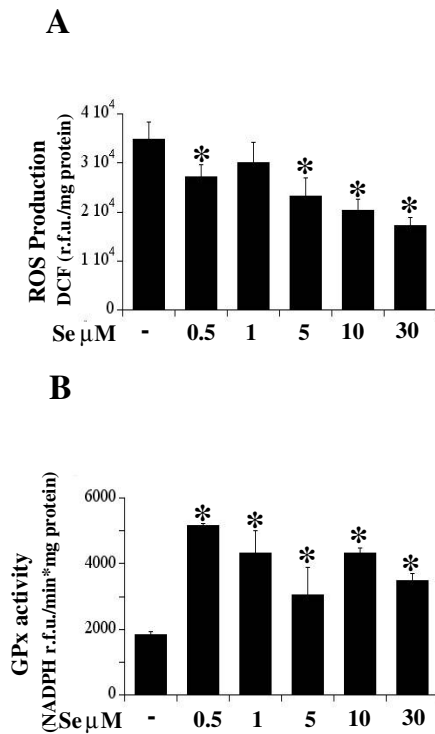 A
ROS Production
DCF (r.f.u./mg protein)
4 10⁴
3 10⁴
2 10⁴
1 10⁴
0
* * * *
Se μM - 0.5 1 5 10 30
B
GPx activity
(NADPH r.f.u./min*mg protein)
6000
4000
2000
0
* * * * *
Se μM - 0.5 1 5 10 30